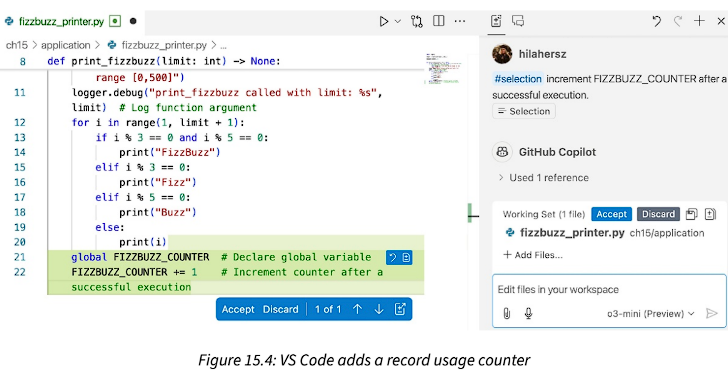 fizzbuzz_printer.py
ch15 > application > fizzbuzz_printer.py > ...
8 def print_fizzbuzz(limit: int) -> None:
range [0,500]")
11 logger.debug("print_fizzbuzz called with limit: %s",
limit) # Log function argument
12 for i in range(1, limit + 1):
13 if i % 3 == 0 and i % 5 == 0:
14 print("FizzBuzz")
15 elif i % 3 == 0:
16 print("Fizz")
17 elif i % 5 == 0:
18 print("Buzz")
19 else:
20 print(i)
21 global FIZZBUZZ_COUNTER # Declare global variable
22 FIZZBUZZ_COUNTER += 1 # Increment counter after a
successful execution
Accept Discard 1 of 1
hilahersz
#selection increment FIZZBUZZ_COUNTER after a
successful execution.
Selection
GitHub Copilot
> Used 1 reference
Working Set (1 file) Accept Discard
fizzbuzz_printer.py ch15/application
+ Add Files...
Edit files in your workspace
o3-mini (Preview)
Figure 15.4: VS Code adds a record usage counter